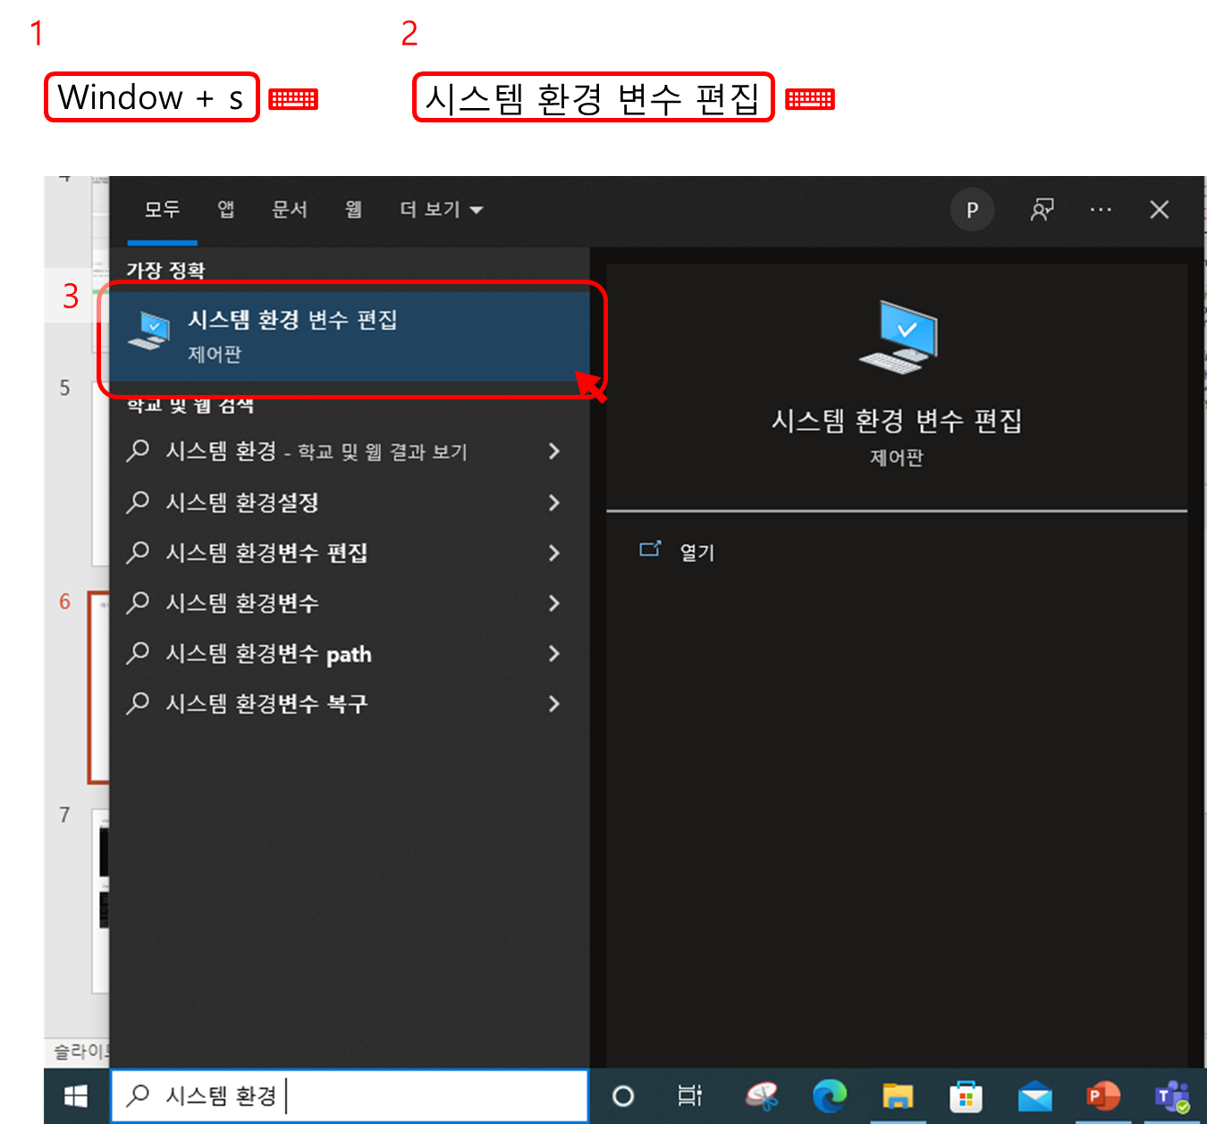 1
2
Window + s
시스템 환경 변수 편집
모두 앱 문서 웹 더 보기
P
가장 정확
3
시스템 환경 변수 편집
제어판
5
학교 및 웹 검색
시스템 환경 - 학교 및 웹 결과 보기
시스템 환경설정
시스템 환경변수 편집
6
시스템 환경변수
시스템 환경변수 path
시스템 환경변수 복구
7
시스템 환경 변수 편집
제어판
열기
슬라이드
시스템 환경
P
T